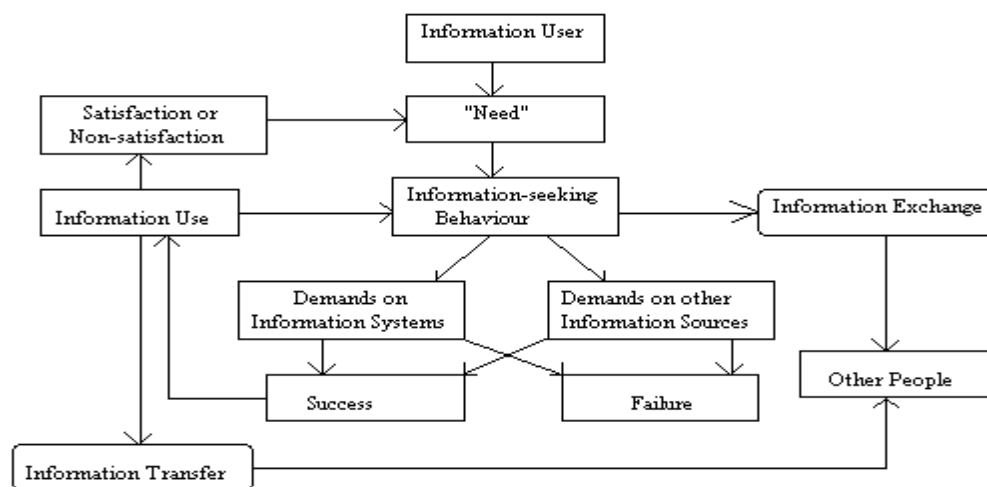 Information User
"Need"
Satisfaction or
Non-satisfaction
Information Use
Information-seeking
Behaviour
Information Exchange
Demands on
Information Systems
Demands on other
Information Sources
Success
Failure
Other People
Information Transfer